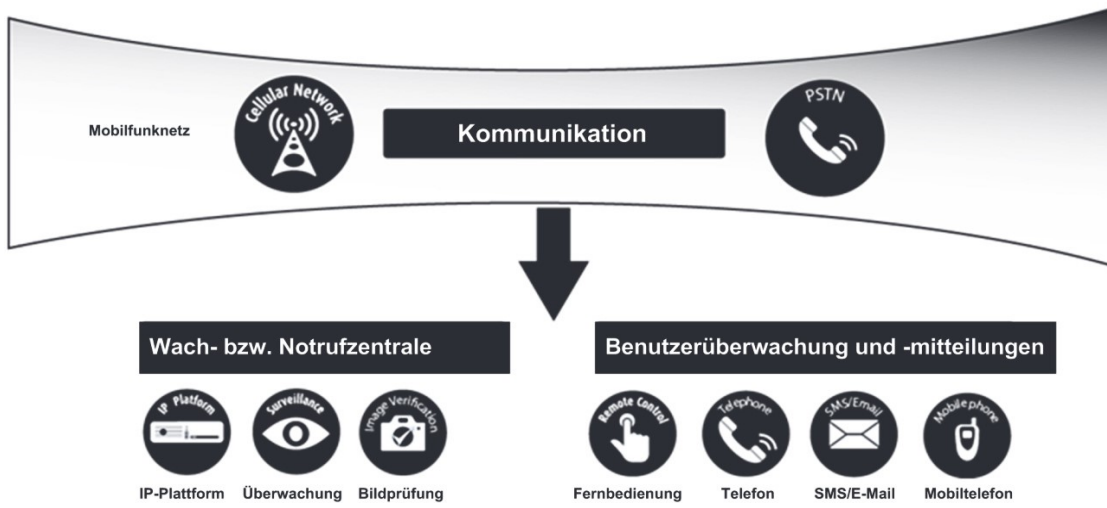 Mobilfunknetz
Cellular Network
Kommunikation
PSTN
Wach- bzw. Notrufzentrale
IP Platform
Surveillance
Image Verification
IP-Plattform
Überwachung
Bildprüfung
Benutzerüberwachung und -mitteilungen
Remote Control
Telephone
SMS/Email
Mobile phone
Fernbedienung
Telefon
SMS/E-Mail
Mobiltelefon